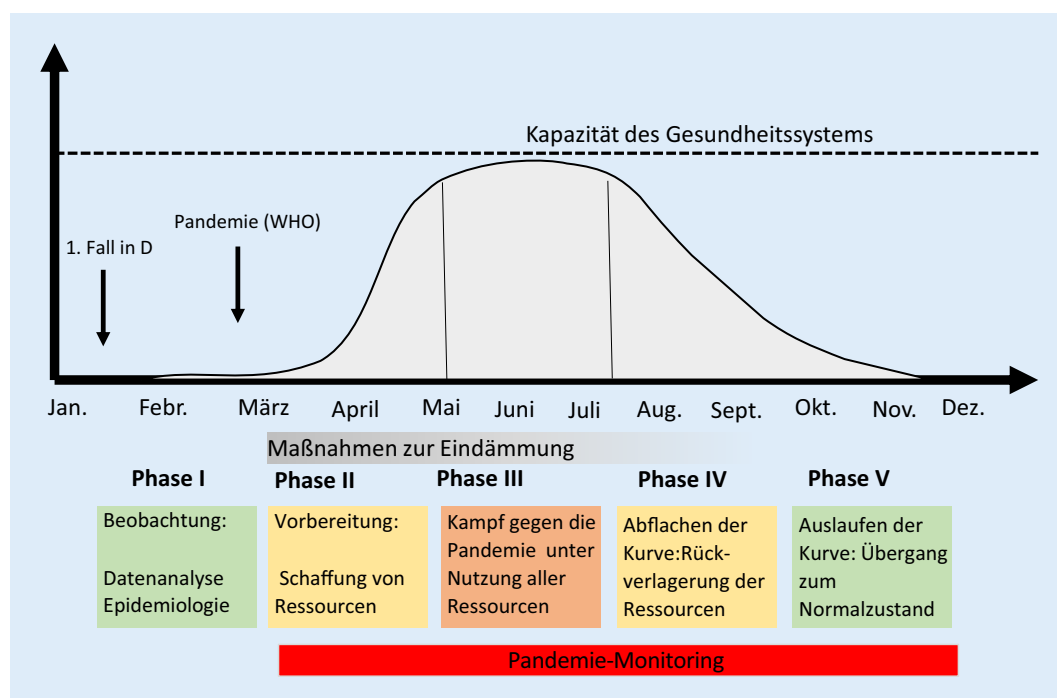 Kapazität des Gesundheitssystems
Pandemie (WHO)
1. Fall in D
Jan. Febr. März April Mai Juni Juli Aug. Sept. Okt. Nov. Dez.
Maßnahmen zur Eindämmung
Phase I Phase II Phase III Phase IV Phase V
Beobachtung:
Datenanalyse
Epidemiologie
Vorbereitung:
Schaffung von
Ressourcen
Kampf gegen die
Pandemie unter
Nutzung aller
Ressourcen
Abflachen der
Kurve:Rück-
verlagerung der
Ressourcen
Auslaufen der
Kurve: Übergang
zum
Normalzustand
Pandemie-Monitoring